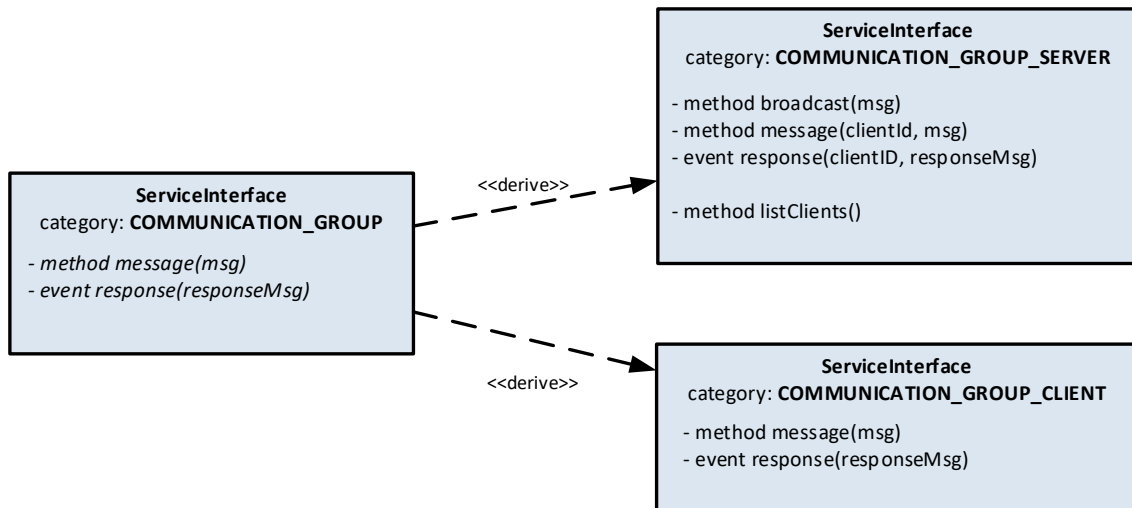 ServiceInterface
category: COMMUNICATION_GROUP_SERVER
- method broadcast(msg)
- method message(clientId, msg)
- event response(clientID, responseMsg)
- method listClients()
<<derive>>
ServiceInterface
category: COMMUNICATION_GROUP
- method message(msg)
- event response(responseMsg)
<<derive>>
ServiceInterface
category: COMMUNICATION_GROUP_CLIENT
- method message(msg)
- event response(responseMsg)